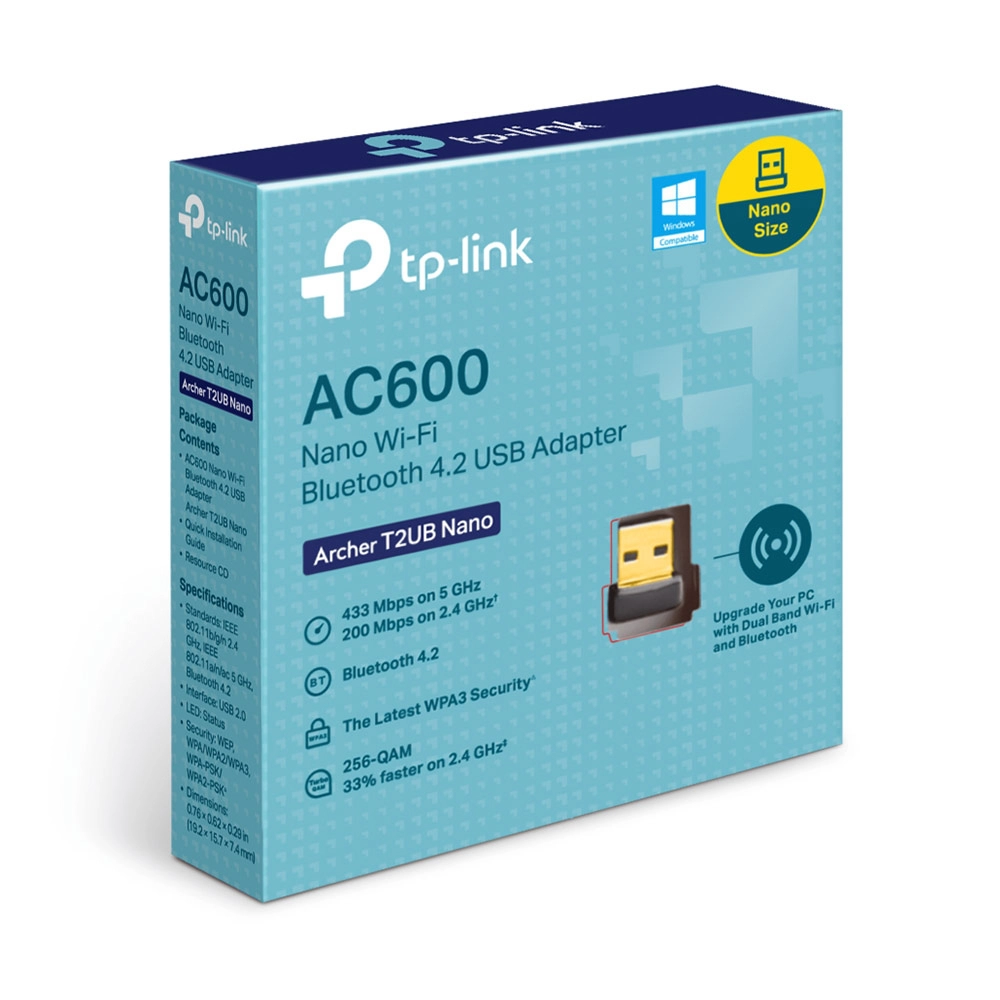 tp-link
tp-link
AC600
Nano Wi-Fi
Bluetooth
4.2 USB Adapter
Archer T2UB Nano
Package
Contents
• AC600 Nano Wi-Fi
Bluetooth 4.2 USB
Adapter
Archer T2UB Nano
• Quick Installation
Guide
• Resource CD
Specifications
• Standards: IEEE
802.11b/g/n 2.4
GHz, IEEE
802.11a/n/ac 5 GHz,
Bluetooth 4.2
• Interface: USB 2.0
• LED: Status
• Security: WEP,
WPA/WPA2/WPA3,
WPA-PSK/
WPA2-PSK^
• Dimensions:
0.76 × 0.62 × 0.29 in
(19.2 × 15.7 × 7.4 mm)
tp-link
Windows
Compatible
Nano
Size
AC600
Nano Wi-Fi
Bluetooth 4.2 USB Adapter
Archer T2UB Nano
433 Mbps on 5 GHz
200 Mbps on 2.4 GHz†
BT
Bluetooth 4.2
WPA3
The Latest WPA3 Security^
Turbo
QAM
256-QAM
33% faster on 2.4 GHz‡
Upgrade Your PC
with Dual Band Wi-Fi
and Bluetooth